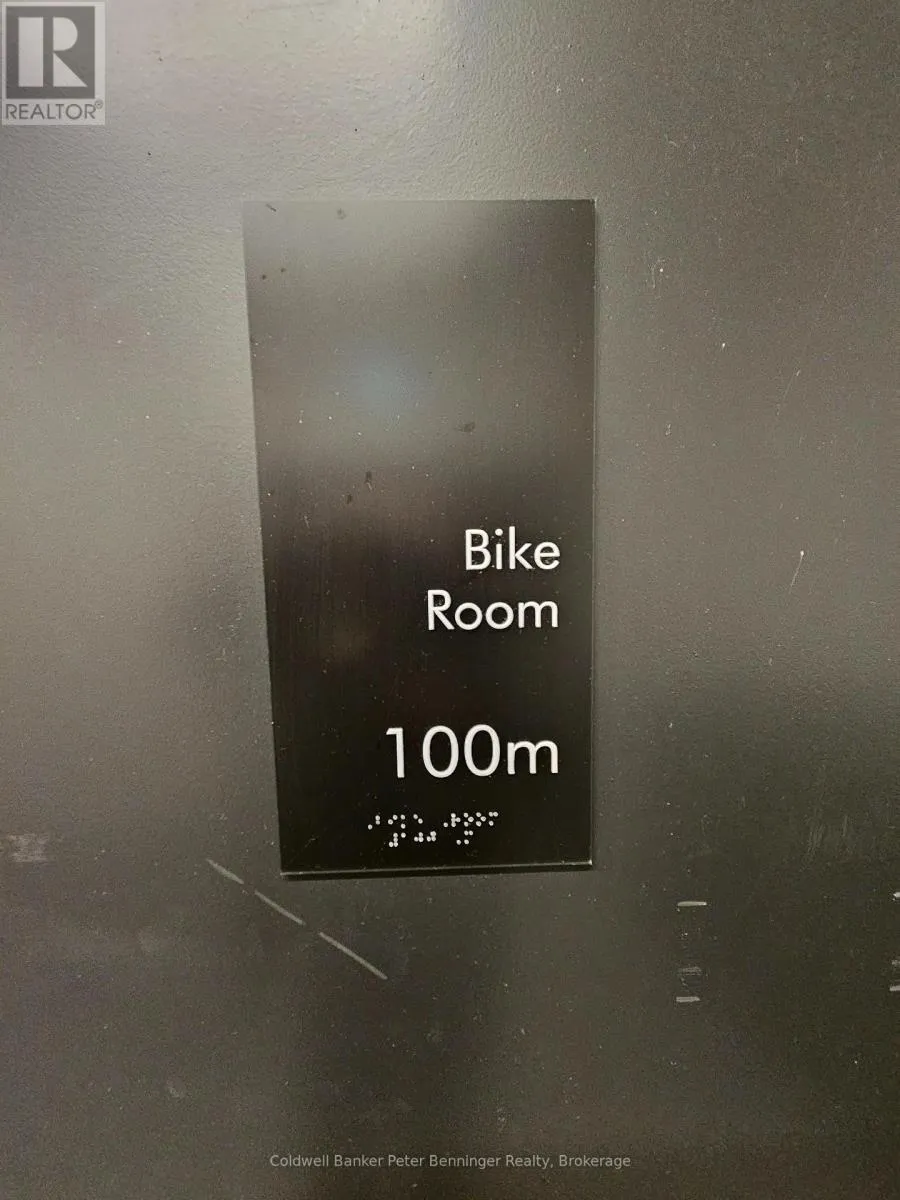 REALTOR®
Bike
Room
100m
Coldwell Banker Peter Benninger Realty, Brokerage